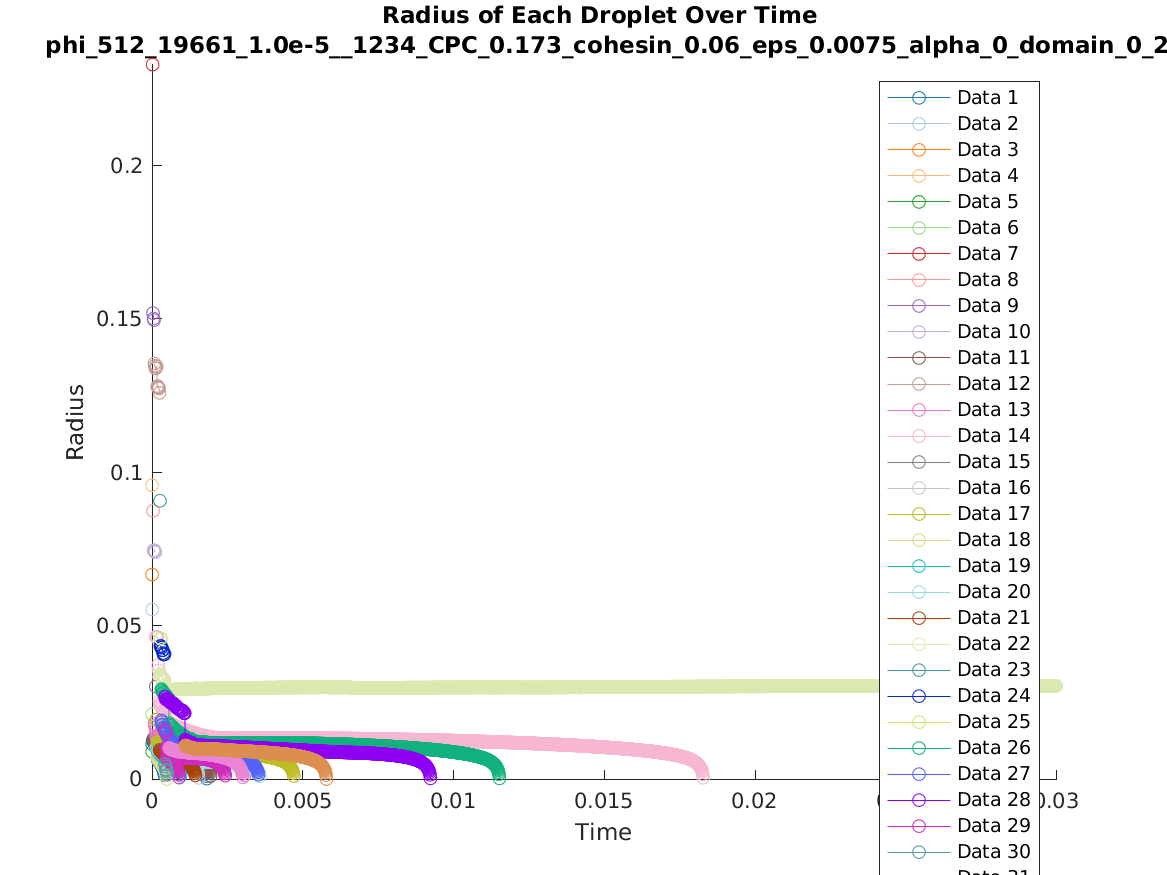 Radius of Each Droplet Over Time
phi_512_19661_1.0e-5__1234_CPC_0.173_cohesin_0.06_eps_0.0075_alpha_0_domain_0_2
0.2
0.15
0.1
0.05
0
Radius
0
0.005
0.01
0.015
0.02
0.03
Time
Data 1
Data 2
Data 3
Data 4
Data 5
Data 6
Data 7
Data 8
Data 9
Data 10
Data 11
Data 12
Data 13
Data 14
Data 15
Data 16
Data 17
Data 18
Data 19
Data 20
Data 21
Data 22
Data 23
Data 24
Data 25
Data 26
Data 27
Data 28
Data 29
Data 30